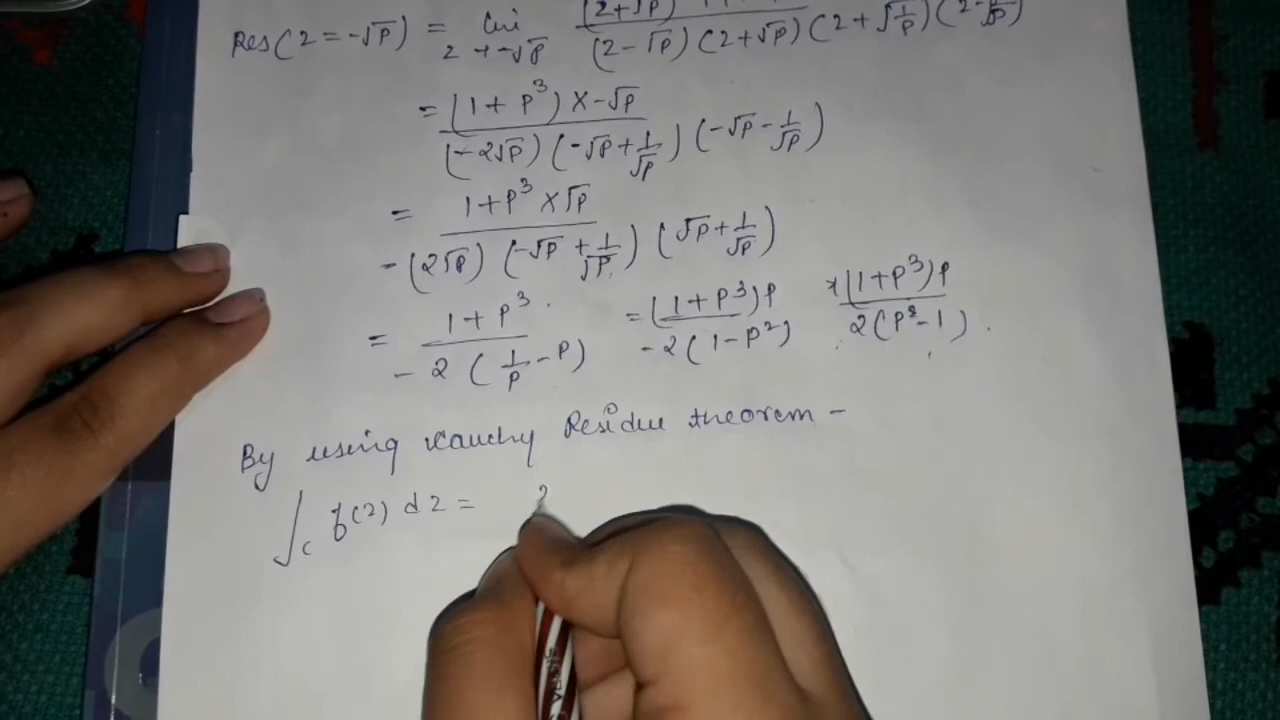 Res(z = -√p) = lim z→-√p (z+√p) / (z-√p)(z+√p)(z+√1/p)(z-
= (1+p³) x -√p / (-2√p)(-√p+1/√p)(-√p-1/√p)
= 1+p³ x √p / -(2√p)(-√p+1/√p)(√p+1/√p)
= 1+p³ / -2(1/p-p) = (1+p³)p / -2(1-p²) (1+p³)p / 2(p²-1).
By using Cauchy Residue theorem -
∫c f(z) dz = 2